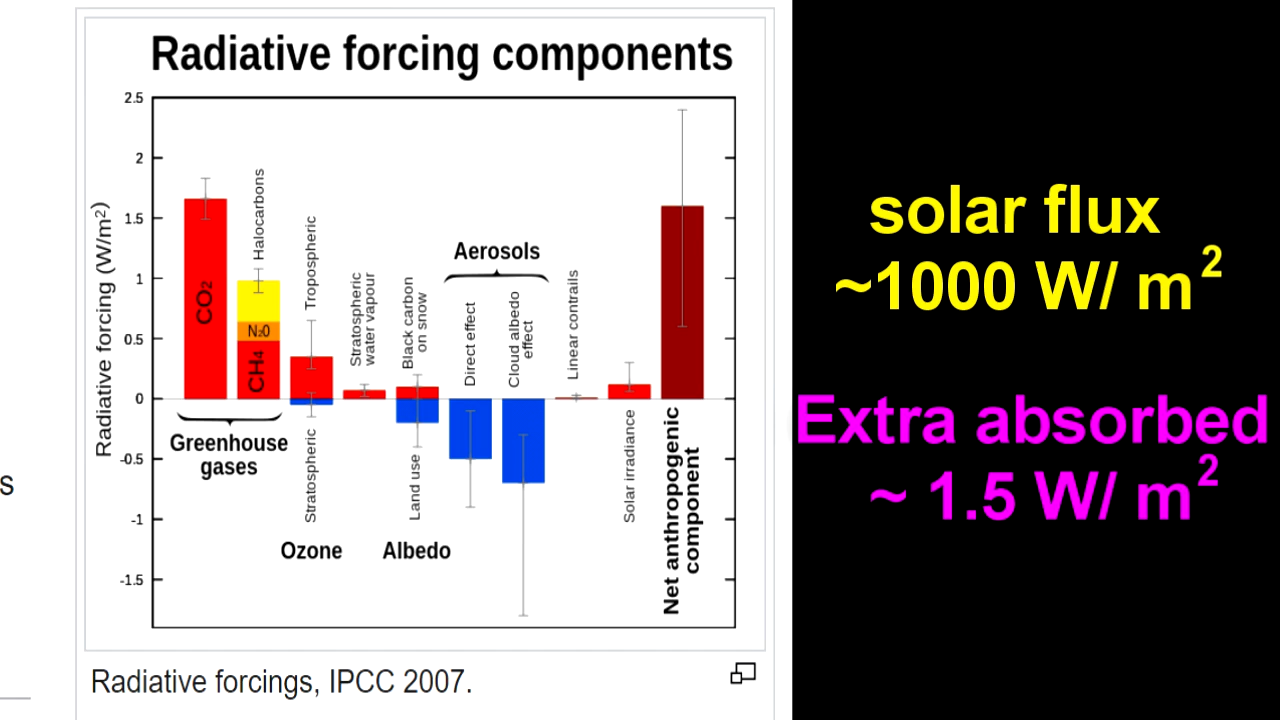 Radiative forcing components
Radiative forcing (W/m²)
2.5
2
1.5
1
0.5
0
-0.5
-1
-1.5
CO₂
Halocarbons
N₂0
CH₄
Greenhouse
gases
Tropospheric
Stratospheric
Ozone
Stratospheric
water vapour
Black carbon
on snow
Land use
Albedo
Aerosols
Direct effect
Cloud albedo
effect
Linear contrails
Solar irradiance
Net anthropogenic
component
Radiative forcings, IPCC 2007.
s
solar flux
~1000 W/ m²
Extra absorbed
~ 1.5 W/ m²